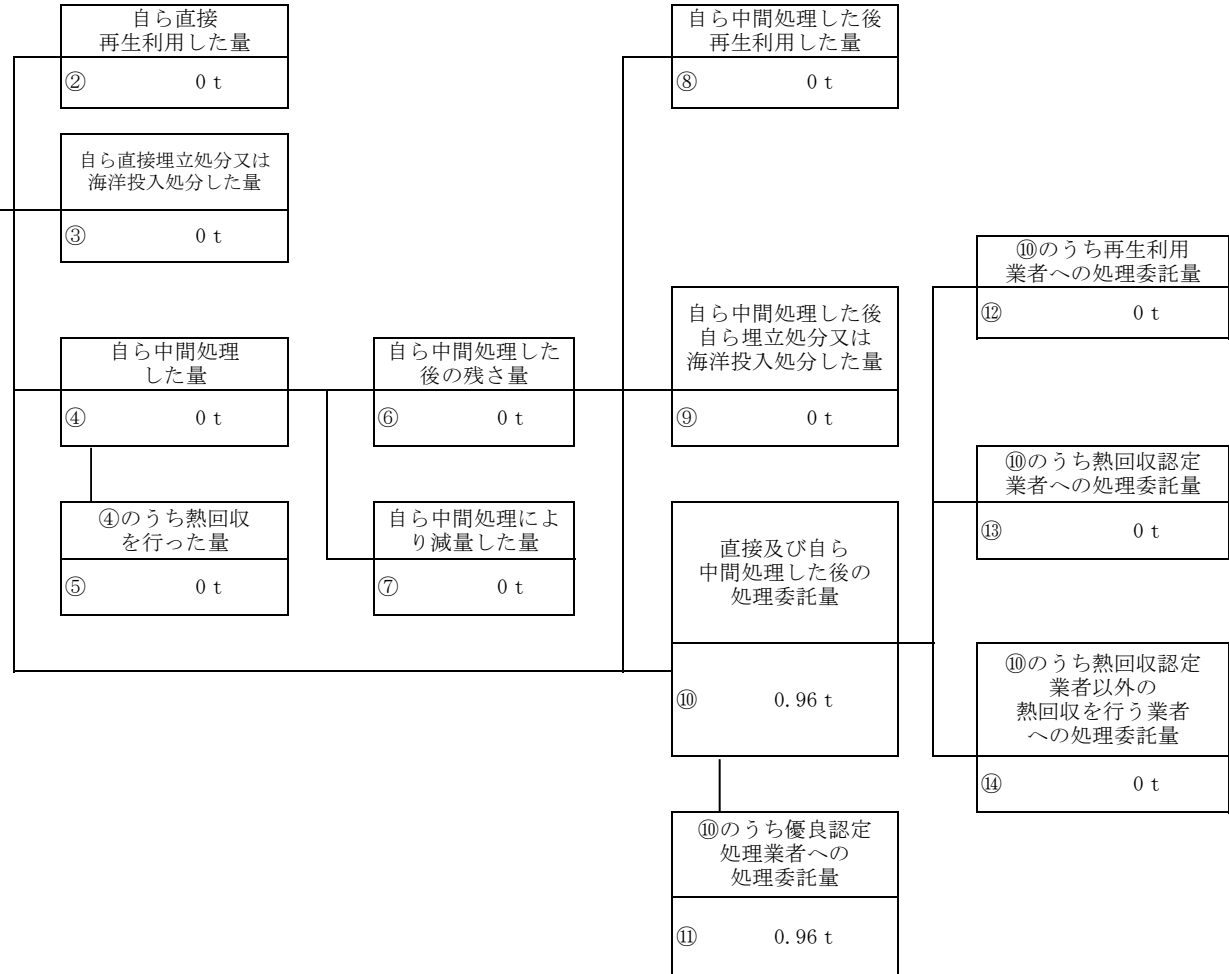 自ら直接
再生利用した量
② 0 t
自ら直接埋立処分又は
海洋投入処分した量
③ 0 t
自ら中間処理
した量
④ 0 t
④のうち熱回収
を行った量
⑤ 0 t
自ら中間処理した
後の残さ量
⑥ 0 t
自ら中間処理によ
り減量した量
⑦ 0 t
自ら中間処理した後
再生利用した量
⑧ 0 t
自ら中間処理した後
自ら埋立処分又は
海洋投入処分した量
⑨ 0 t
直接及び自ら
中間処理した後の
処理委託量
⑩ 0.96 t
⑩のうち優良認定
処理業者への
処理委託量
⑪ 0.96 t
⑩のうち再生利用
業者への処理委託量
⑫ 0 t
⑩のうち熱回収認定
業者への処理委託量
⑬ 0 t
⑩のうち熱回収認定
業者以外の
熱回収を行う業者
への処理委託量
⑭ 0 t